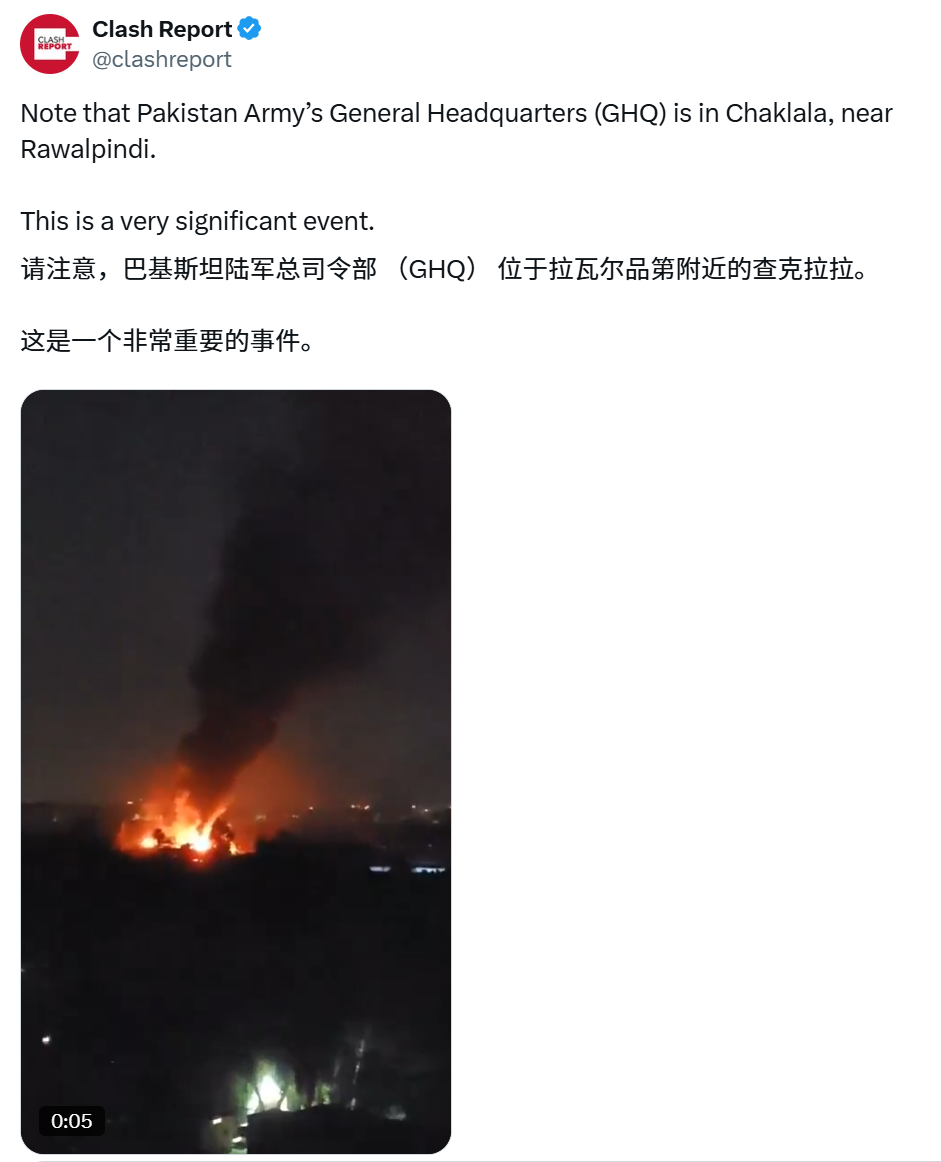 CLASH
REPORT
Clash Report
@clashreport
Note that Pakistan Army’s General Headquarters (GHQ) is in Chaklala, near
Rawalpindi.
This is a very significant event.
请注意，巴基斯坦陆军总司令部 （GHQ） 位于拉瓦尔品第附近的查克拉拉。
这是一个非常重要的事件。
0:05